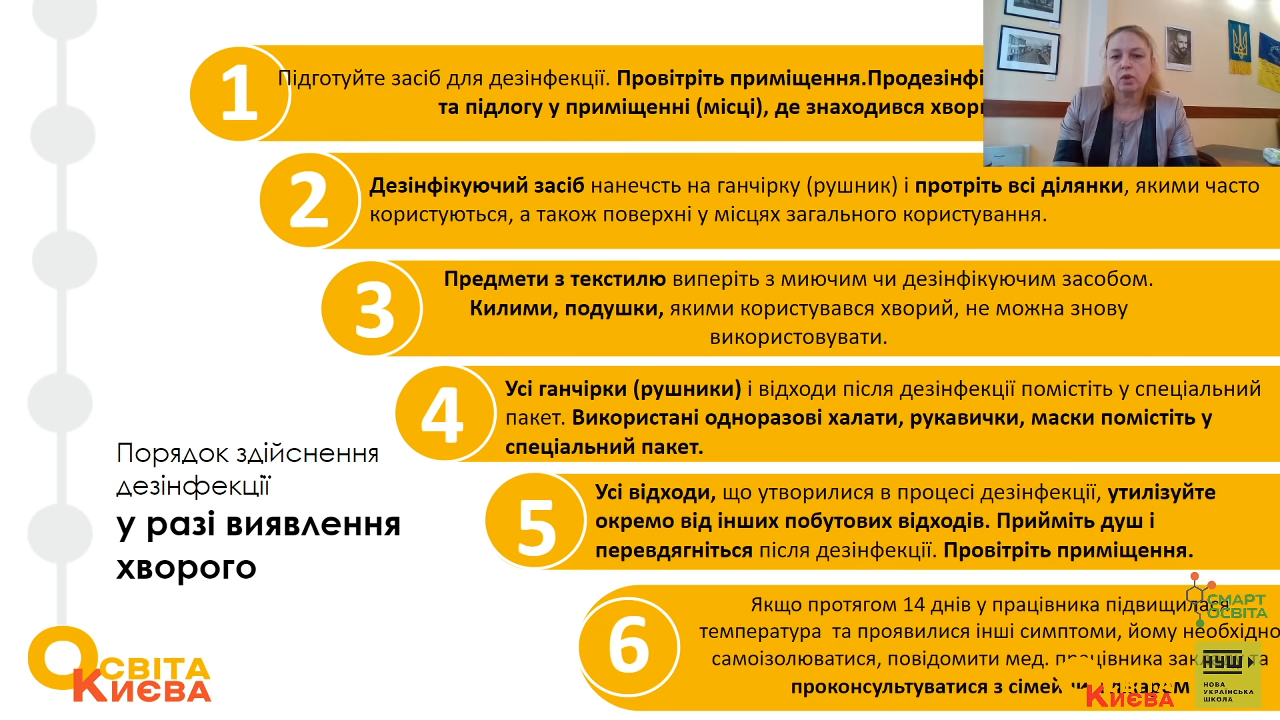 1
Підготуйте засіб для дезінфекції. Провітріть приміщення.
та підлогу у приміщенні (місці), де знаходився
2
Дезінфікуючий засіб нанечсть на ганчірку (рушник) і протріть всі ділянки, якими часто
користуються, а також поверхні у місцях загального користування.
3
Предмети з текстилю виперіть з миючим чи дезінфікуючим засобом.
Килими, подушки, якими користувався хворий, не можна знову
використовувати.
4
Усі ганчірки (рушники) і відходи після дезінфекції помістіть у спеціальний
пакет. Використані одноразові халати, рукавички, маски помістіть у
спеціальний пакет.
Порядок здійснення
дезінфекції
у разі виявлення
хворого
5
Усі відходи, що утворилися в процесі дезінфекції, утилізуйте
окремо від інших побутових відходів. Прийміть душ і
перевдягніться після дезінфекції. Провітріть приміщення.
6
Якщо протягом 14 днів у працівника підвищилася
температура та проявилися інші симптоми, йому необхідно
самоізолюватися, повідомити мед. працівника та
проконсультуватися з
ОСВІТА
КИЄВА
СМАРТ
ОСВІТА
НУШ
НОВА
УКРАЇНСЬКА
ШКОЛА
КИЄВА